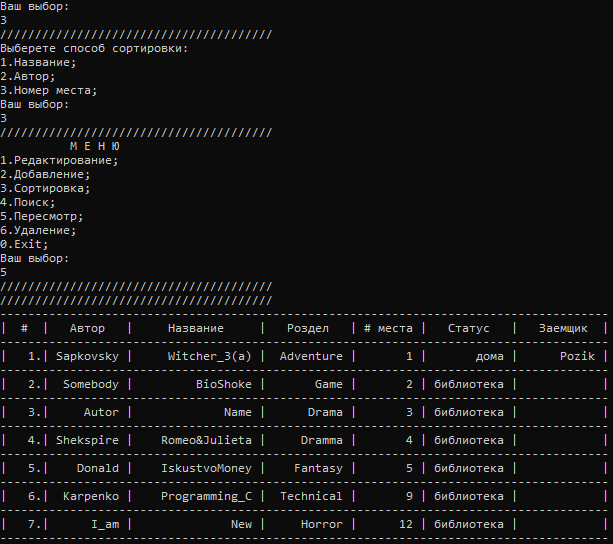 Ваш выбор:
3
///////////////////////////////////////
Выберете способ сортировки:
1.Название;
2.Автор;
3.Номер места;
Ваш выбор:
3
///////////////////////////////////////
М Е Н Ю
1.Редактирование;
2.Добавление;
3.Сортировка;
4.Поиск;
5.Пересмотр;
6.Удаление;
0.Exit;
Ваш выбор:
5
///////////////////////////////////////
///////////////////////////////////////
---------------------------------------------------------------------------------------
| # | Автор | Название | Роздел | # места | Статус | Заемщик |
---------------------------------------------------------------------------------------
| 1.| Sapkovsky | Witcher_3(a) | Adventure | 1 | дома | Pozik |
---------------------------------------------------------------------------------------
| 2.| Somebody | BioShoke | Game | 2 | библиотека | |
---------------------------------------------------------------------------------------
| 3.| Autor | Name | Drama | 3 | библиотека | |
---------------------------------------------------------------------------------------
| 4.| Shekspire | Romeo&Julieta | Dramma | 4 | библиотека | |
---------------------------------------------------------------------------------------
| 5.| Donald | IskustvoMoney | Fantasy | 5 | библиотека | |
---------------------------------------------------------------------------------------
| 6.| Karpenko | Programming_C | Technical | 9 | библиотека | |
---------------------------------------------------------------------------------------
| 7.| I_am | New | Horror | 12 | библиотека | |
---------------------------------------------------------------------------------------